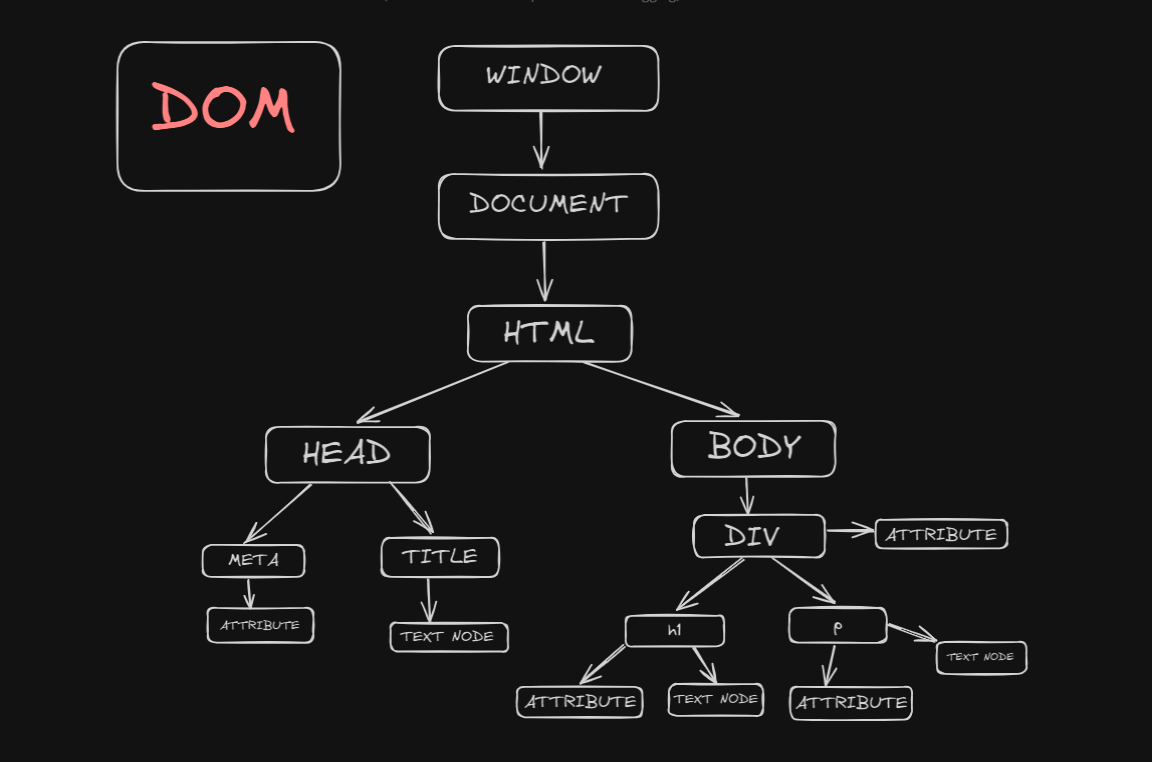 DOM
WINDOW
DOCUMENT
HTML
HEAD
BODY
META
TITLE
DIV
ATTRIBUTE
ATTRIBUTE
TEXT NODE
h1
p
TEXT NODE
ATTRIBUTE
TEXT NODE
ATTRIBUTE